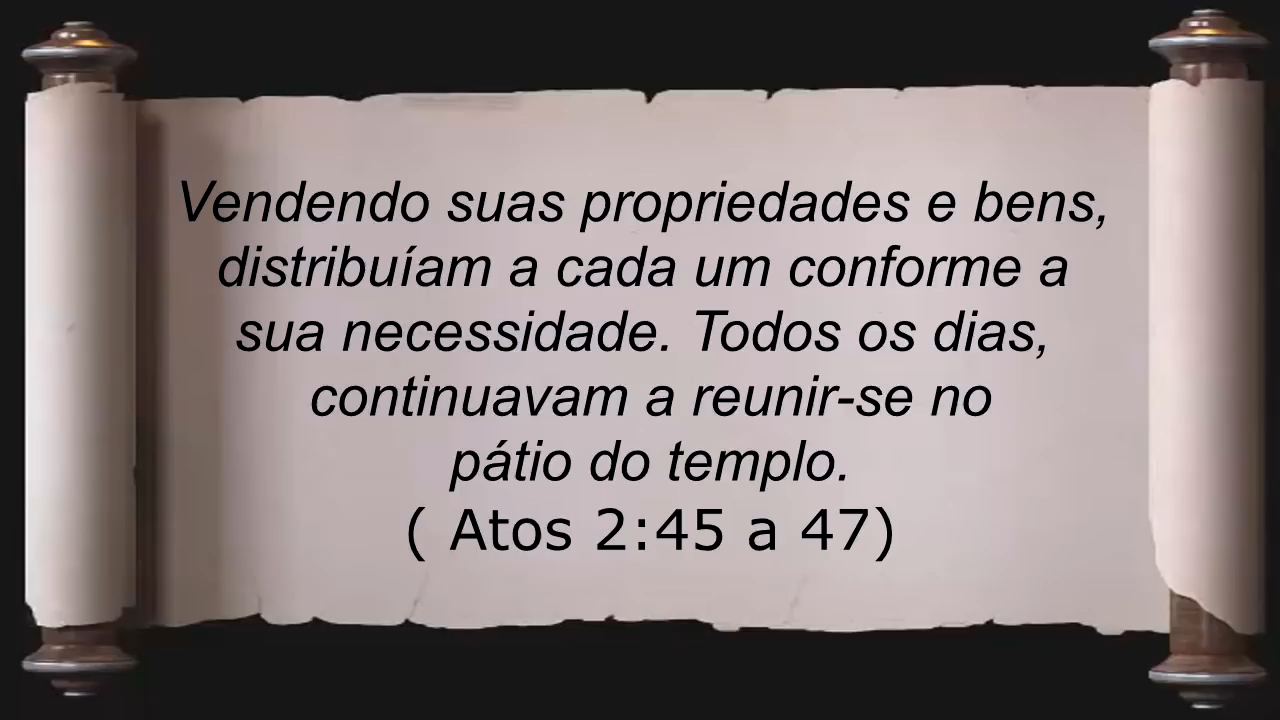 Vendendo suas propriedades e bens,
distribuíam a cada um conforme a
sua necessidade. Todos os dias,
continuavam a reunir-se no
pátio do templo.
( Atos 2:45 a 47)